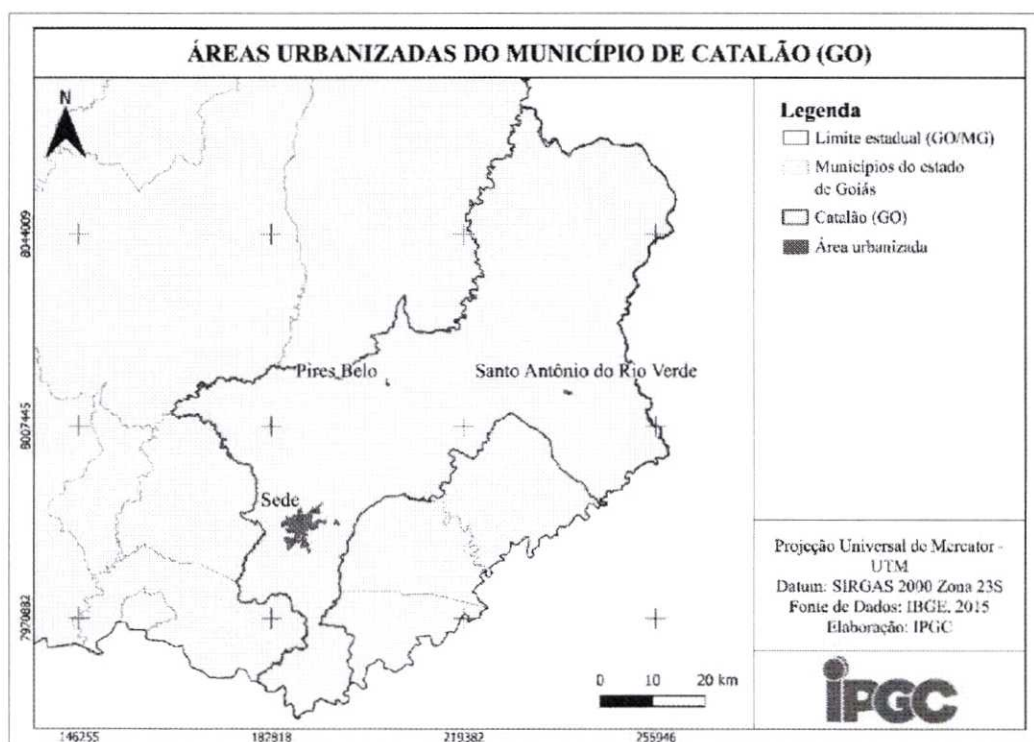 ÁREAS URBANIZADAS DO MUNICÍPIO DE CATALÃO (GO)
N
Pires Belo
Santo Antônio do Rio Verde
Sede
8044009
8007445
7970882
146255
187818
219382
255946
0 10 20 km
Legenda
Limite estadual (GO/MG)
Municípios do estado
de Goiás
Catalão (GO)
Área urbanizada
Projeção Universal de Mercator -
UTM
Datum: SIRGAS 2000 Zona 23S
Fonte de Dados: IBGE, 2015
Elaboração: IPGC
IPGC